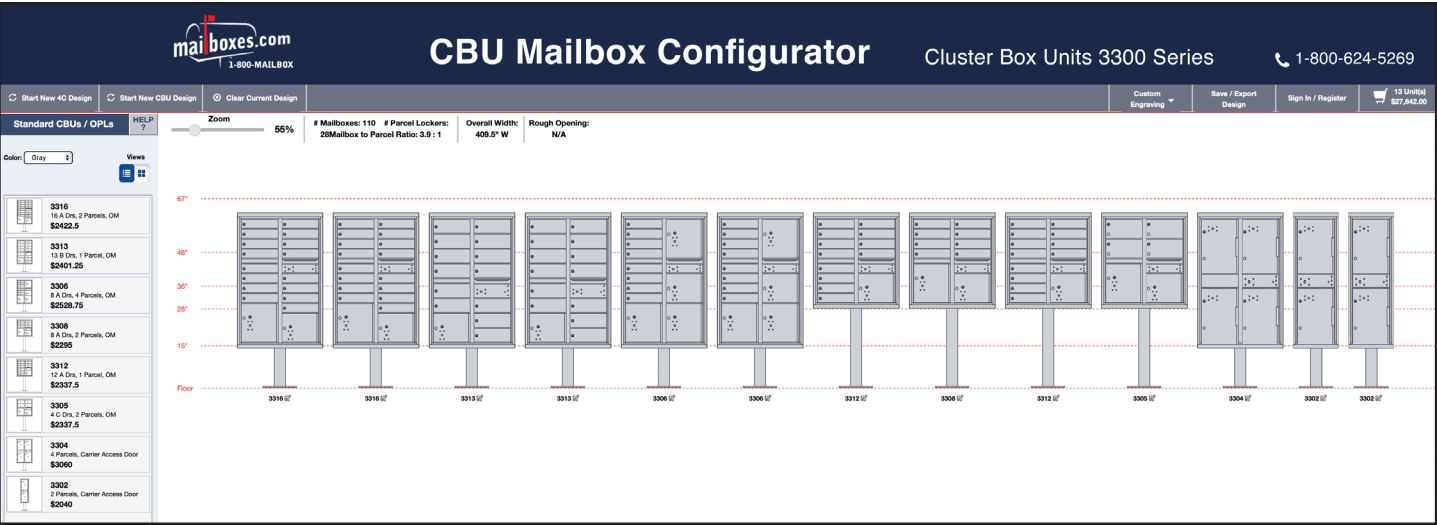 mailboxes.com
1-800-MAILBOX
CBU Mailbox Configurator
Cluster Box Units 3300 Series
1-800-624-5269
Start New 4C Design
Start New CBU Design
Clear Current Design
Custom
Engraving
Save / Export
Design
Sign In / Register
13 Unit(s)
$27,642.00
Standard CBUs / OPLs
HELP
?
Zoom
55%
# Mailboxes: 110 # Parcel Lockers:
28Mailbox to Parcel Ratio: 3.9 : 1
Overall Width:
409.5" W
Rough Opening:
N/A
Color: Gray
Views
3316
16 A Drs, 2 Parcels, OM
$2422.5
3313
13 B Drs, 1 Parcel, OM
$2401.25
3306
8 A Drs, 4 Parcels, OM
$2528.75
3308
8 A Drs, 2 Parcels, OM
$2295
3312
12 A Drs, 1 Parcel, OM
$2337.5
3305
4 C Drs, 2 Parcels, OM
$2337.5
3304
4 Parcels, Carrier Access Door
$3060
3302
2 Parcels, Carrier Access Door
$2040
67"
48"
36"
28"
15"
Floor
3316
3316
3313
3313
3306
3306
3312
3308
3312
3305
3304
3302
3302